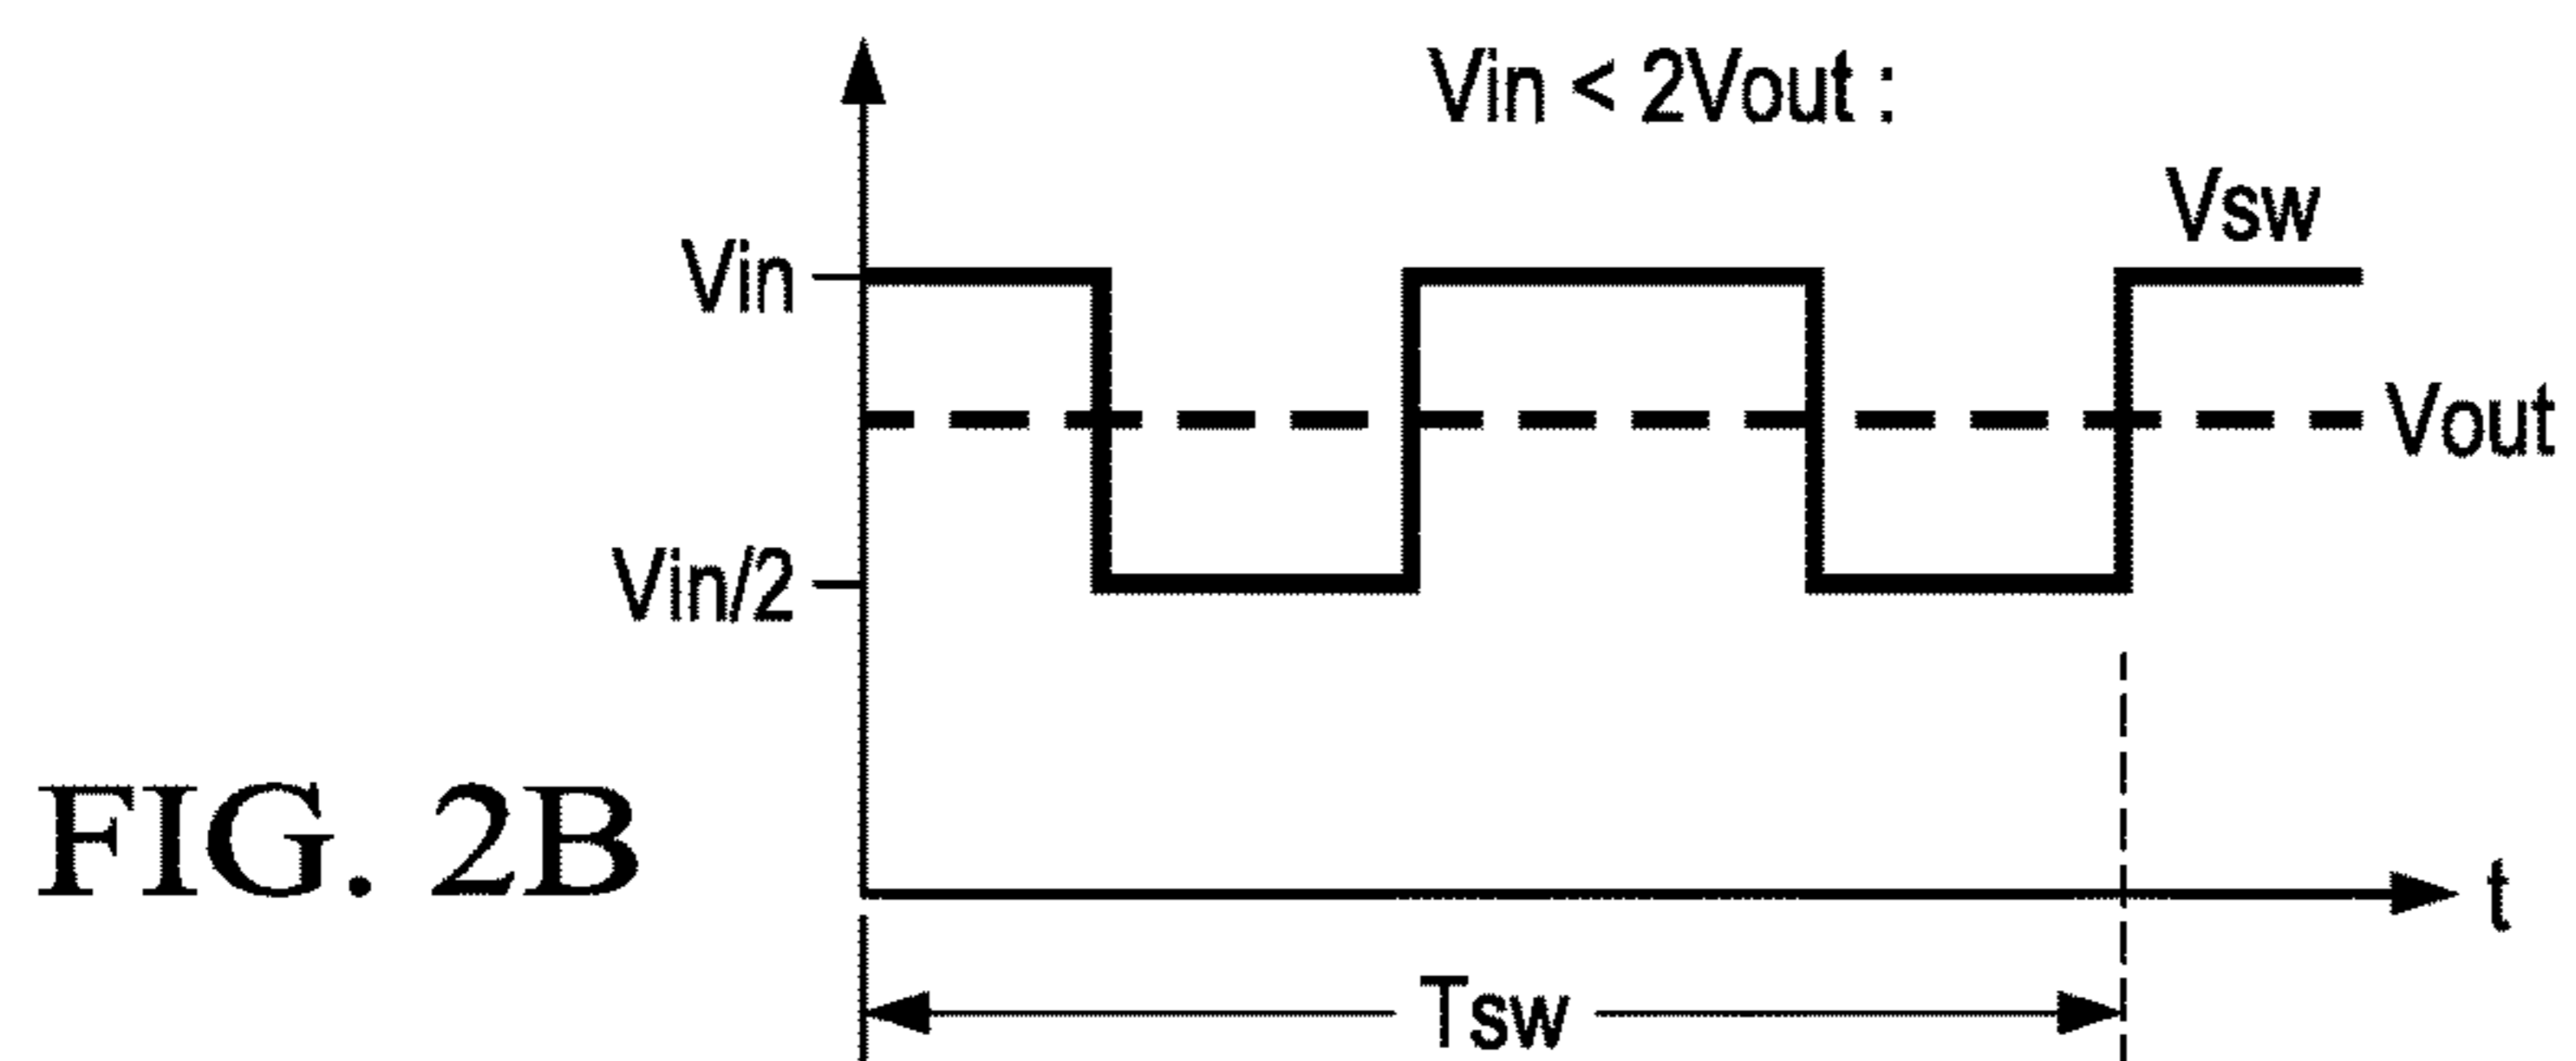 Vin < 2Vout :
Vsw
Vin
Vout
Vin/2
FIG. 2B
t
Tsw